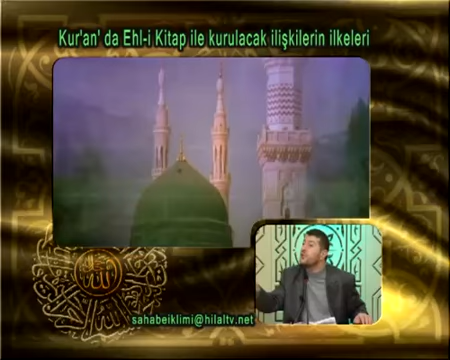 Kur'an' da Ehl-i Kitap ile kurulacak ilişkilerin ilkeleri
sahabeiklimi@hilaltv.net